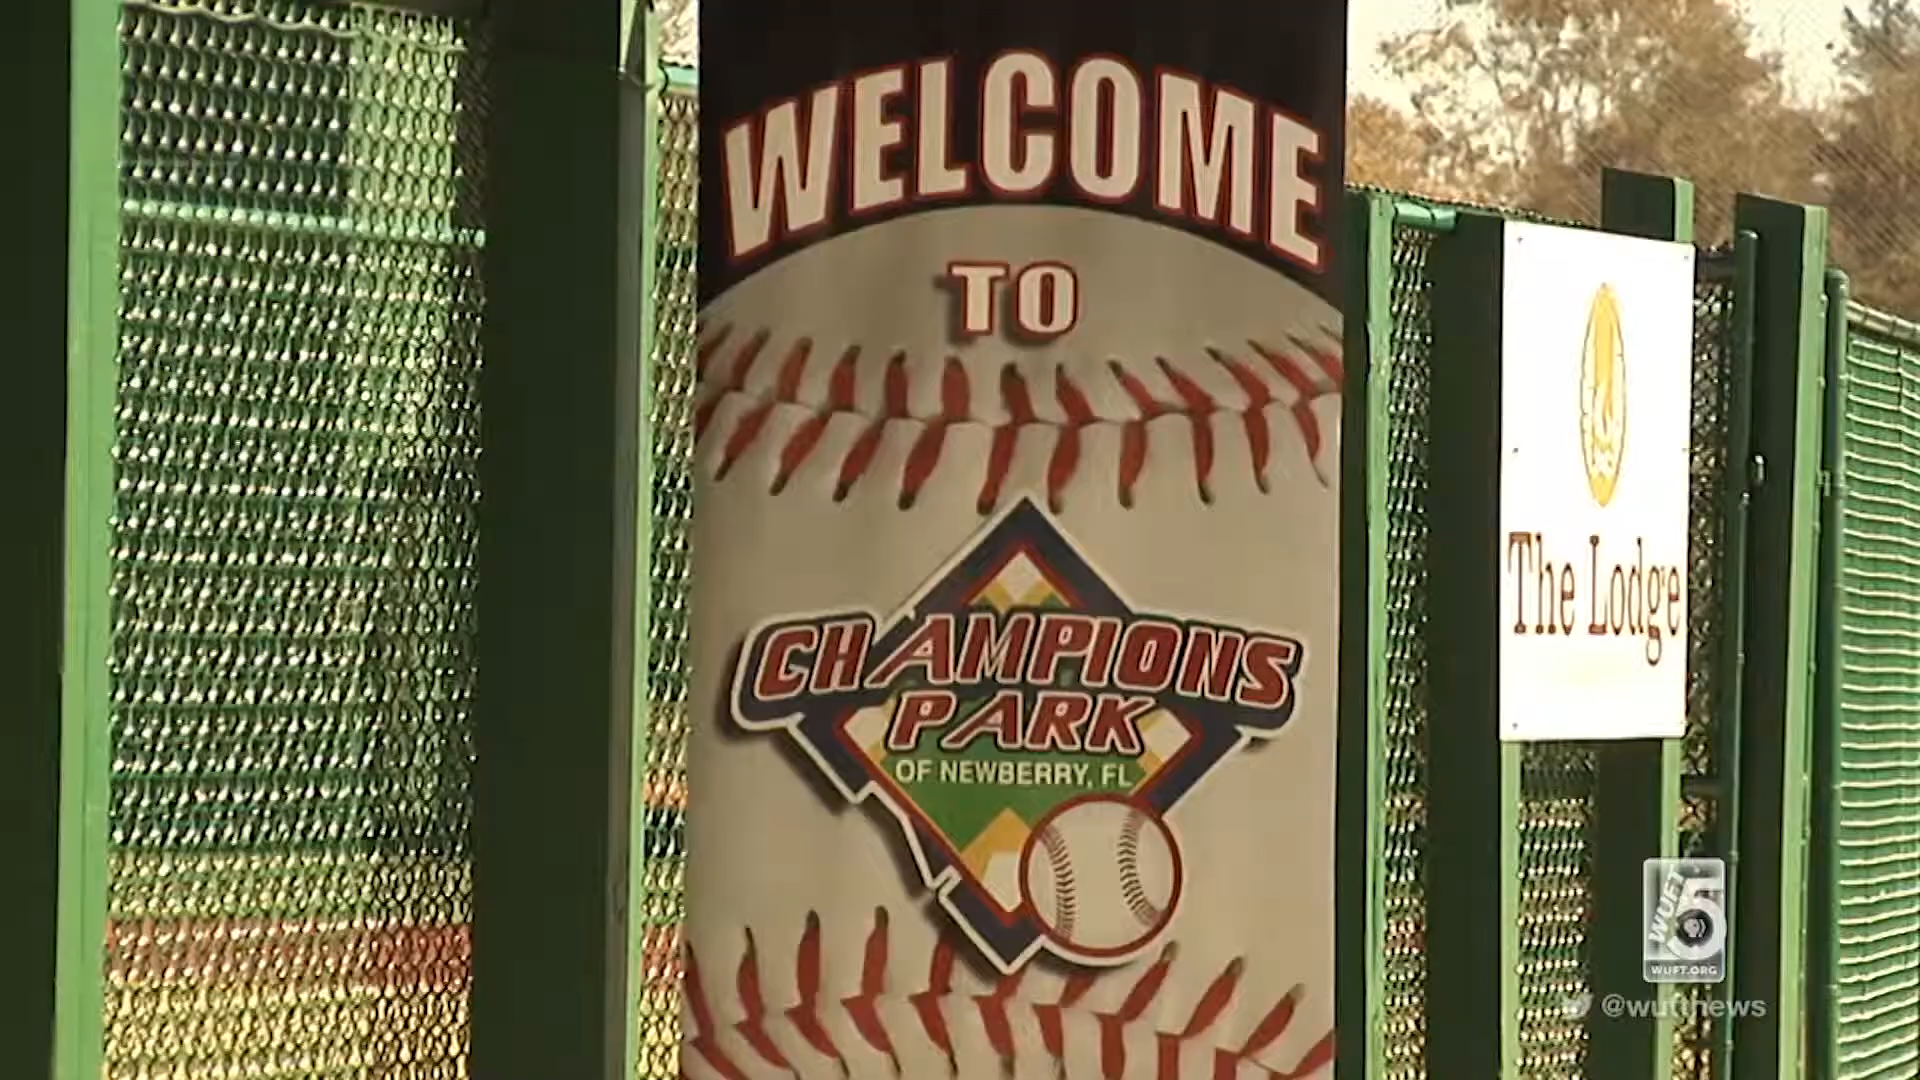 WELCOME
TO
CHAMPIONS
PARK
OF NEWBERRY, FL
The Lodge
WUFT 5
WUFT.ORG
@wuftnews